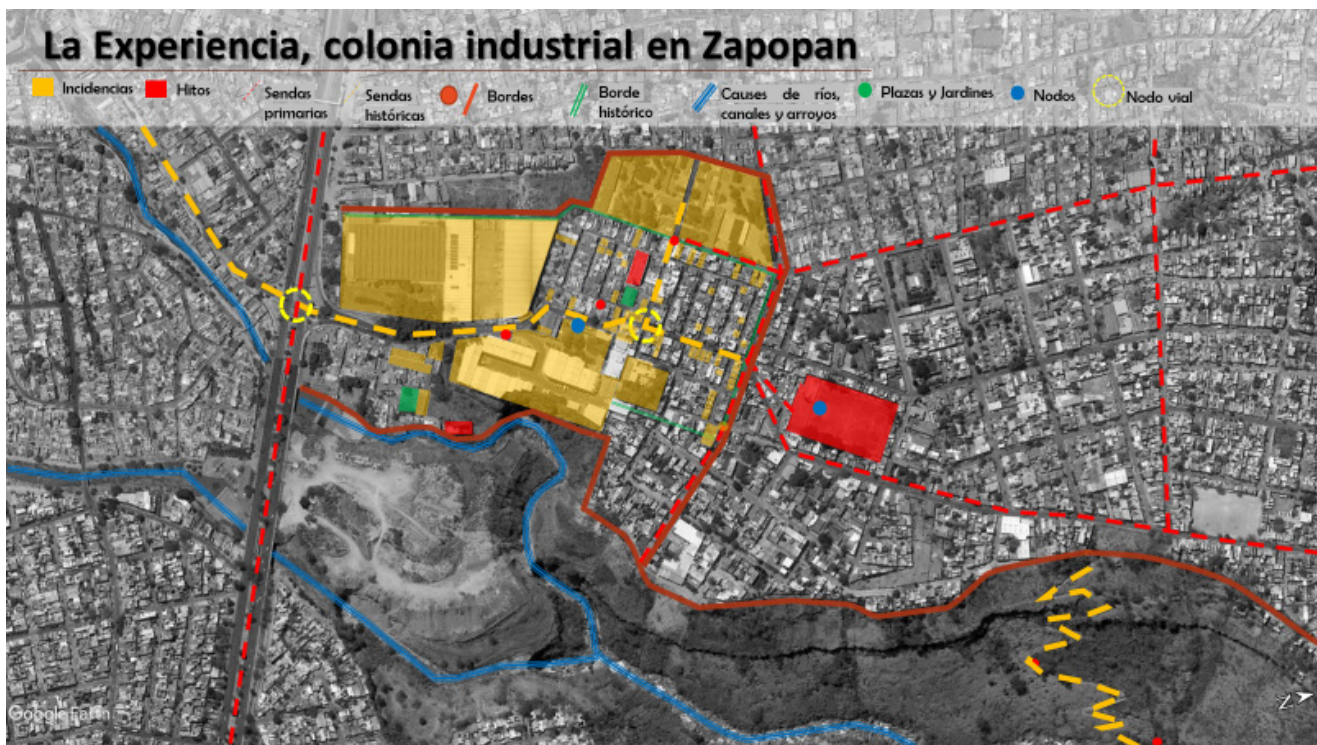 La Experiencia, colonia industrial en Zapopan
Incidencias
Hitos
Sendas
primarias
Sendas
históricas
Bordes
Borde
histórico
Causes de ríos,
canales y arroyos
Plazas y Jardines
Nodos
Nodo vial
Google Earth
N